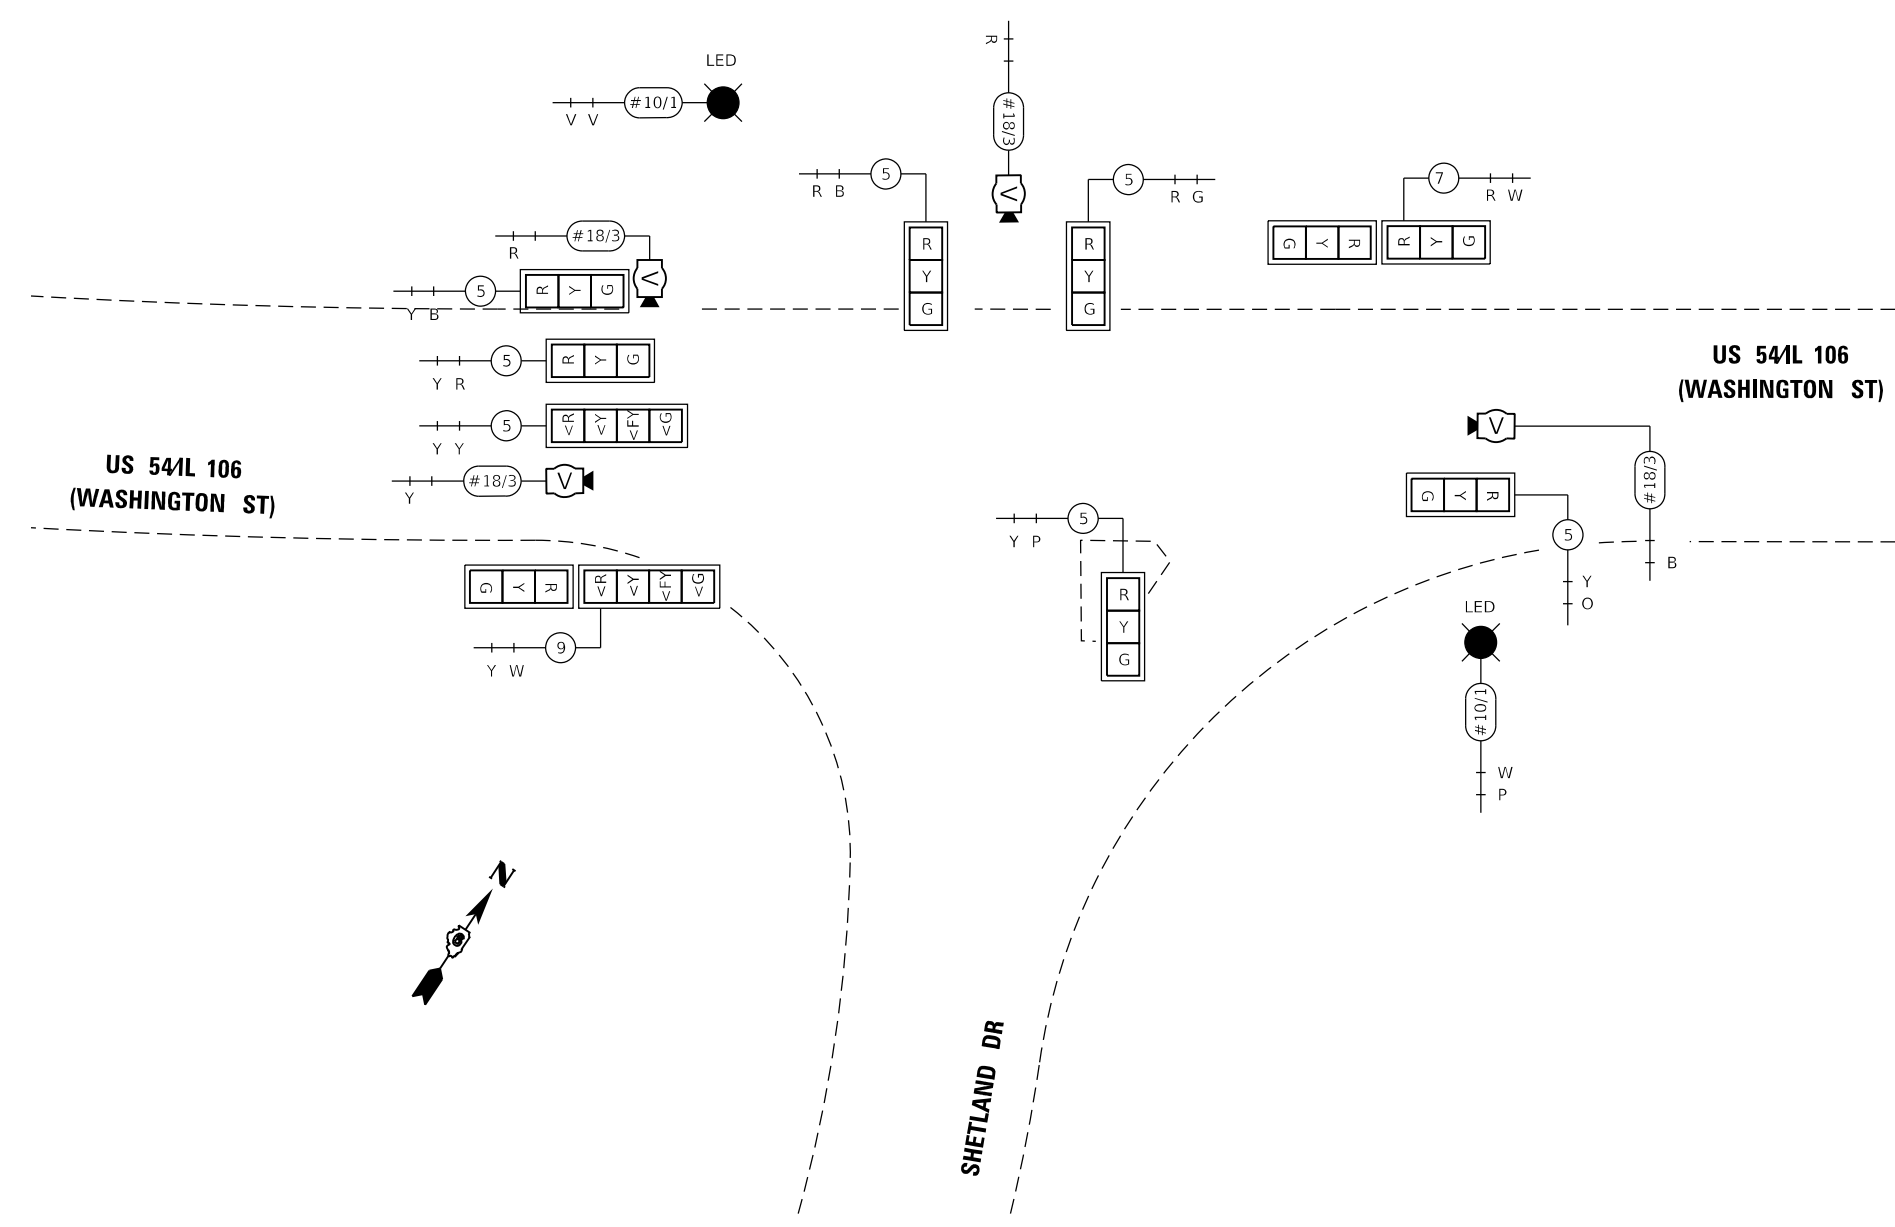 LED
#10/1
V V
R
#18/3
V
5
R B
R
Y
G
5
R G
R
Y
G
7
R W
G Y R
R Y G
#18/3
R
V
5
Y B
R Y G
5
Y R
R Y G
5
Y Y
<R <Y <FY <G
#18/3
Y
V
US 54/IL 106
(WASHINGTON ST)
US 54/IL 106
(WASHINGTON ST)
V
#18/3
B
G Y R
5
Y
O
5
Y P
R
Y
G
G Y R
<R <Y <FY <G
9
Y W
LED
#10/1
W
P
N
SHETLAND DR